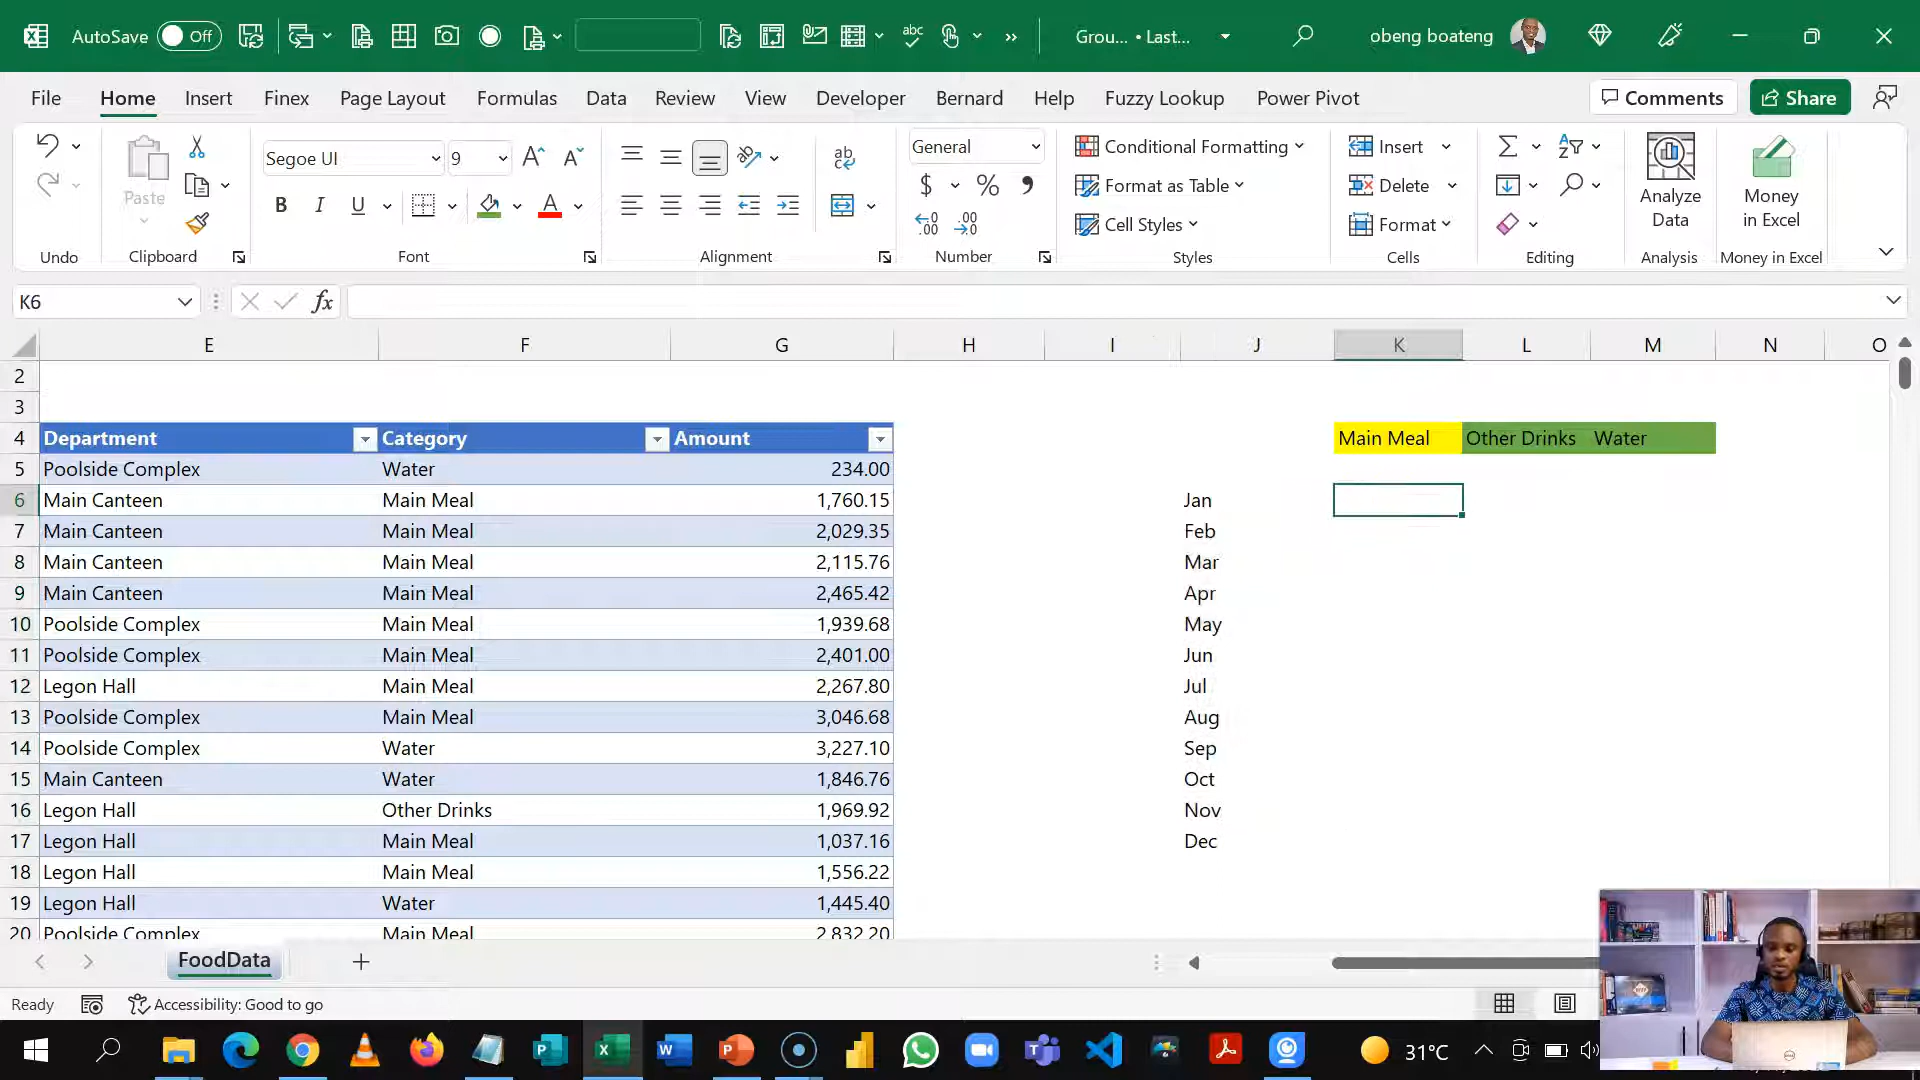 AutoSave Off Grou... • Last... obeng boateng
File Home Insert Finex Page Layout Formulas Data Review View Developer Bernard Help Fuzzy Lookup Power Pivot Comments Share
Segoe UI 9 ab General Conditional Formatting Insert
Paste $ % Format as Table Delete Analyze Data Money in Excel
B I U Cell Styles Format
Undo Clipboard Font Alignment Number Styles Cells Editing Analysis Money in Excel
K6 fx
E F G H I J K L M N O
2
3
4 Department Category Amount Main Meal Other Drinks Water
5 Poolside Complex Water 234.00
6 Main Canteen Main Meal 1,760.15 Jan
7 Main Canteen Main Meal 2,029.35 Feb
8 Main Canteen Main Meal 2,115.76 Mar
9 Main Canteen Main Meal 2,465.42 Apr
10 Poolside Complex Main Meal 1,939.68 May
11 Poolside Complex Main Meal 2,401.00 Jun
12 Legon Hall Main Meal 2,267.80 Jul
13 Poolside Complex Main Meal 3,046.68 Aug
14 Poolside Complex Water 3,227.10 Sep
15 Main Canteen Water 1,846.76 Oct
16 Legon Hall Other Drinks 1,969.92 Nov
17 Legon Hall Main Meal 1,037.16 Dec
18 Legon Hall Main Meal 1,556.22
19 Legon Hall Water 1,445.40
20 Poolside Complex Main Meal 2,832.20
FoodData
Ready Accessibility: Good to go
31°C